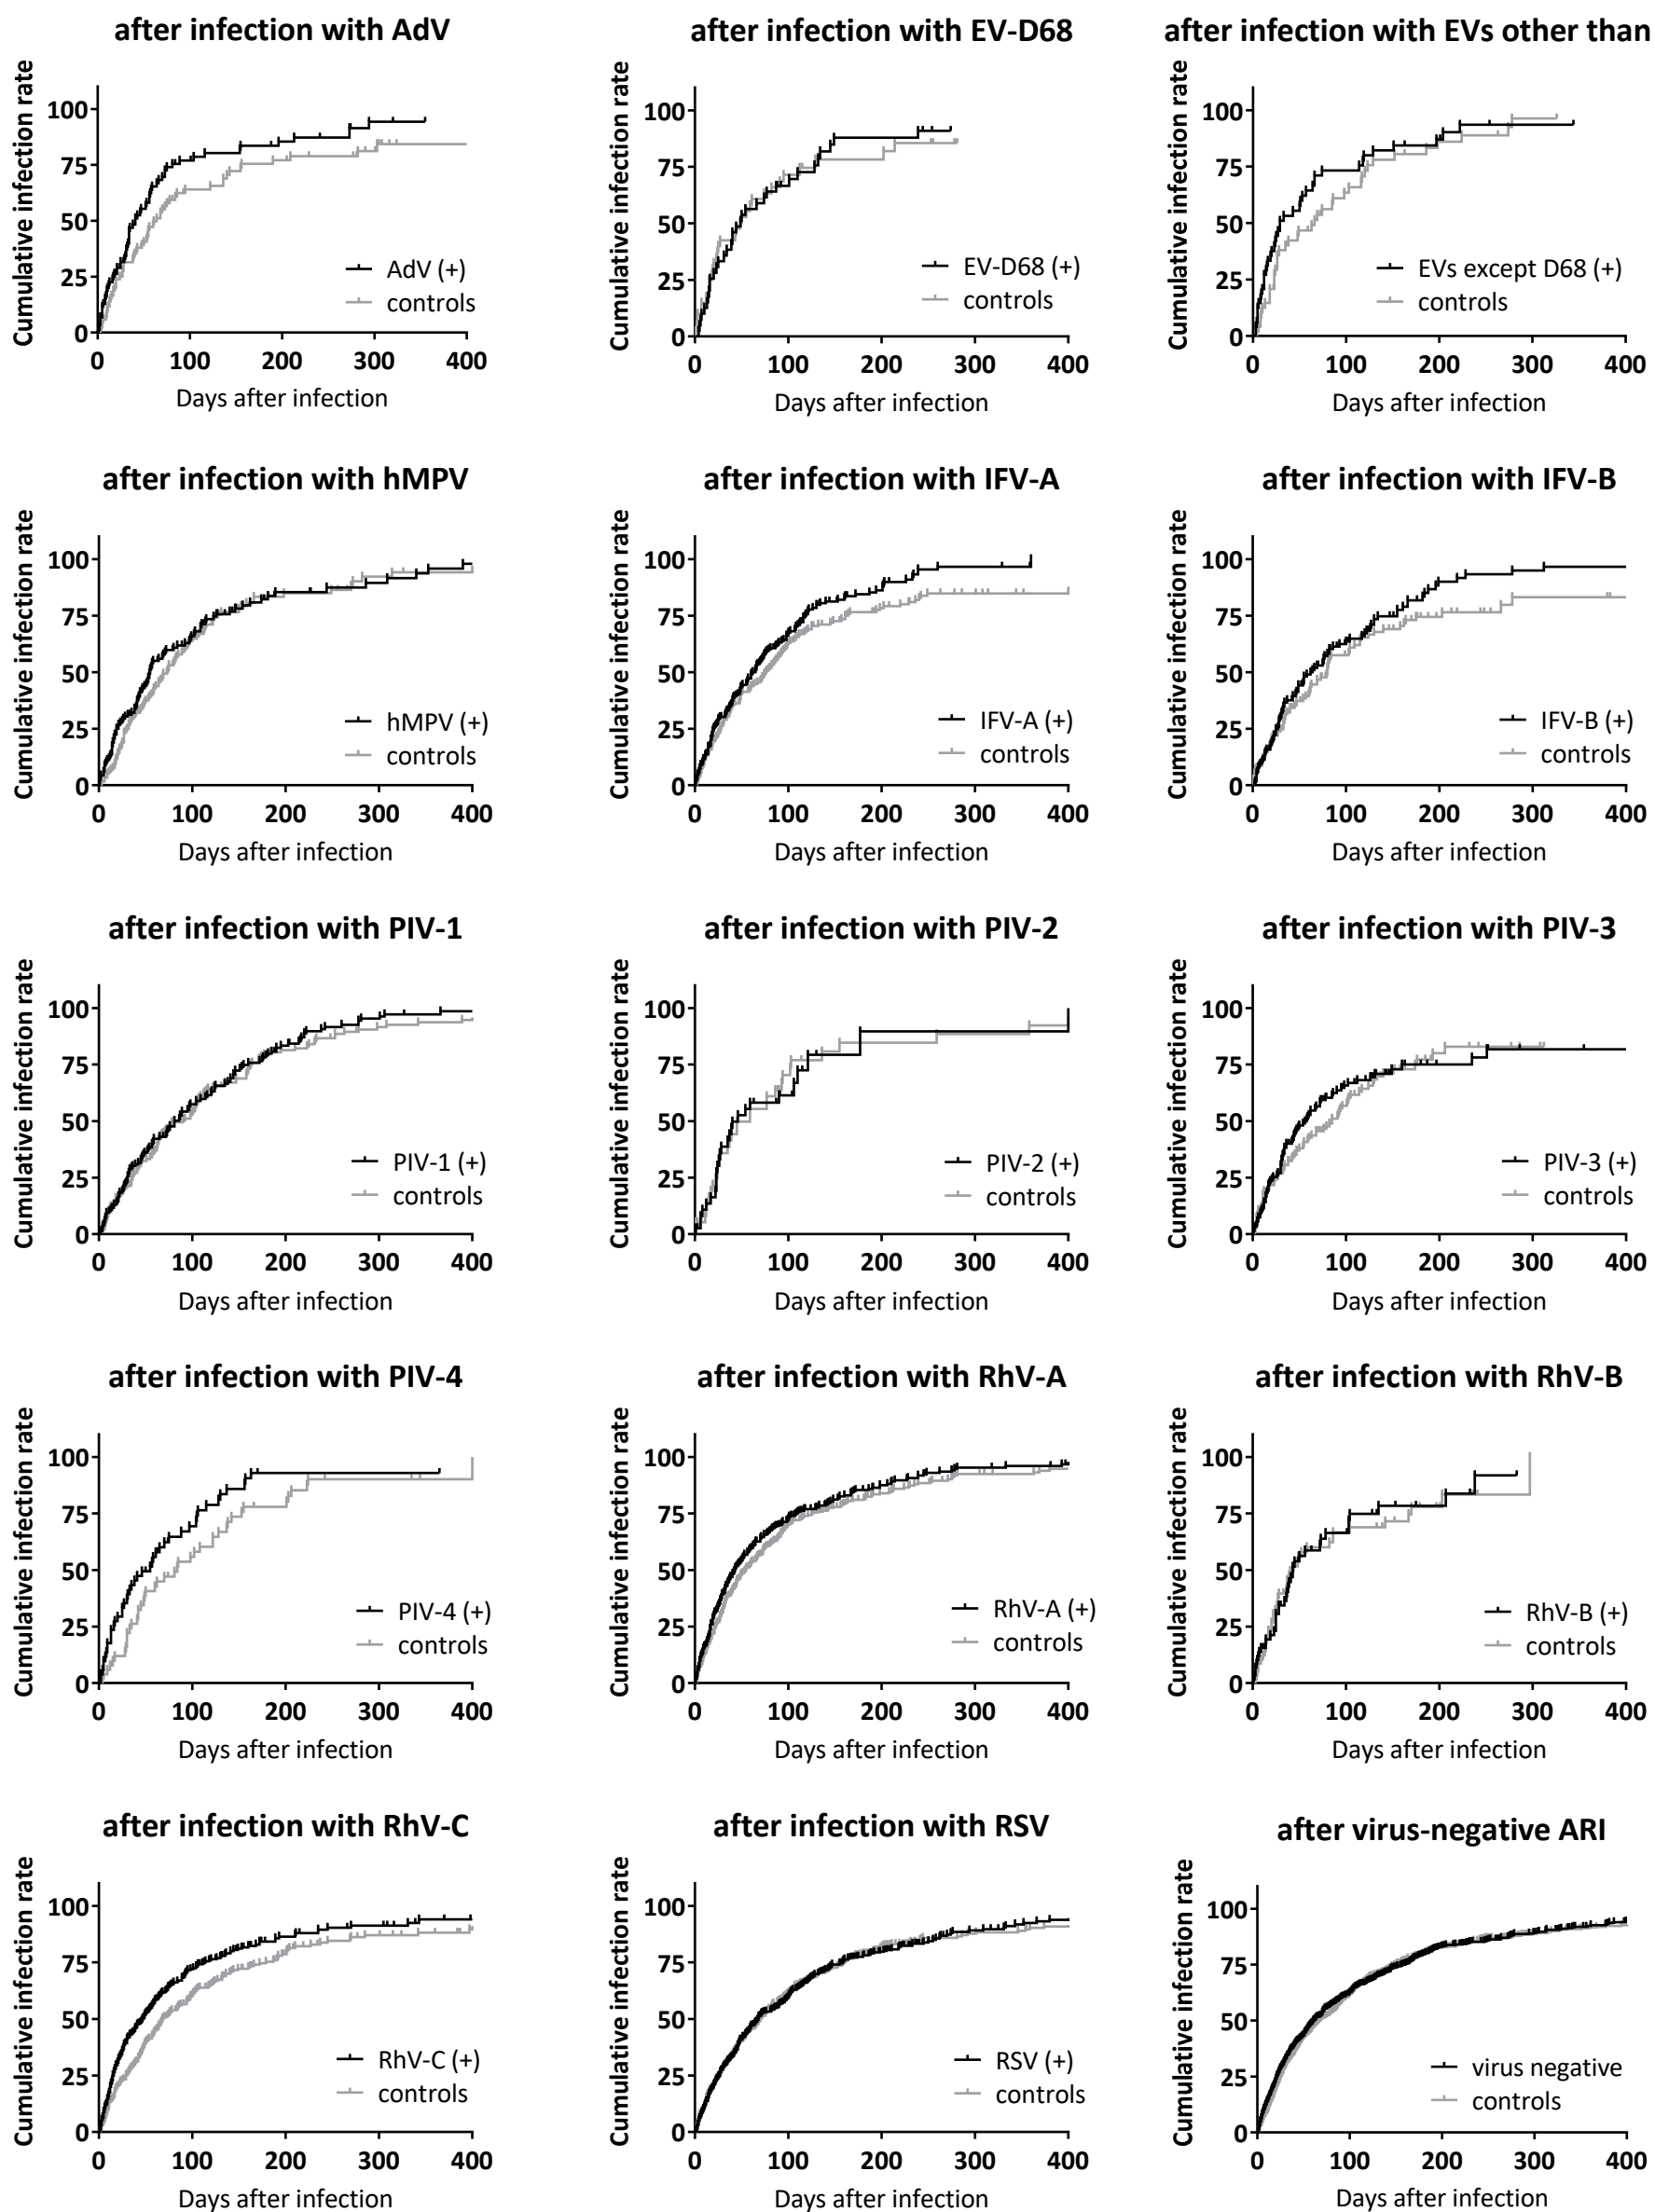 after infection with AdV
Cumulative infection rate
100
75
50
25
0
AdV (+)
controls
0 100 200 300 400
Days after infection
after infection with EV-D68
Cumulative infection rate
100
75
50
25
0
EV-D68 (+)
controls
0 100 200 300 400
Days after infection
after infection with EVs other than
Cumulative infection rate
100
75
50
25
0
EVs except D68 (+)
controls
0 100 200 300 400
Days after infection
after infection with hMPV
Cumulative infection rate
100
75
50
25
0
hMPV (+)
controls
0 100 200 300 400
Days after infection
after infection with IFV-A
Cumulative infection rate
100
75
50
25
0
IFV-A (+)
controls
0 100 200 300 400
Days after infection
after infection with IFV-B
Cumulative infection rate
100
75
50
25
0
IFV-B (+)
controls
0 100 200 300 400
Days after infection
after infection with PIV-1
Cumulative infection rate
100
75
50
25
0
PIV-1 (+)
controls
0 100 200 300 400
Days after infection
after infection with PIV-2
Cumulative infection rate
100
75
50
25
0
PIV-2 (+)
controls
0 100 200 300 400
Days after infection
after infection with PIV-3
Cumulative infection rate
100
75
50
25
0
PIV-3 (+)
controls
0 100 200 300 400
Days after infection
after infection with PIV-4
Cumulative infection rate
100
75
50
25
0
PIV-4 (+)
controls
0 100 200 300 400
Days after infection
after infection with RhV-A
Cumulative infection rate
100
75
50
25
0
RhV-A (+)
controls
0 100 200 300 400
Days after infection
after infection with RhV-B
Cumulative infection rate
100
75
50
25
0
RhV-B (+)
controls
0 100 200 300 400
Days after infection
after infection with RhV-C
Cumulative infection rate
100
75
50
25
0
RhV-C (+)
controls
0 100 200 300 400
Days after infection
after infection with RSV
Cumulative infection rate
100
75
50
25
0
RSV (+)
controls
0 100 200 300 400
Days after infection
after virus-negative ARI
Cumulative infection rate
100
75
50
25
0
virus negative
controls
0 100 200 300 400
Days after infection